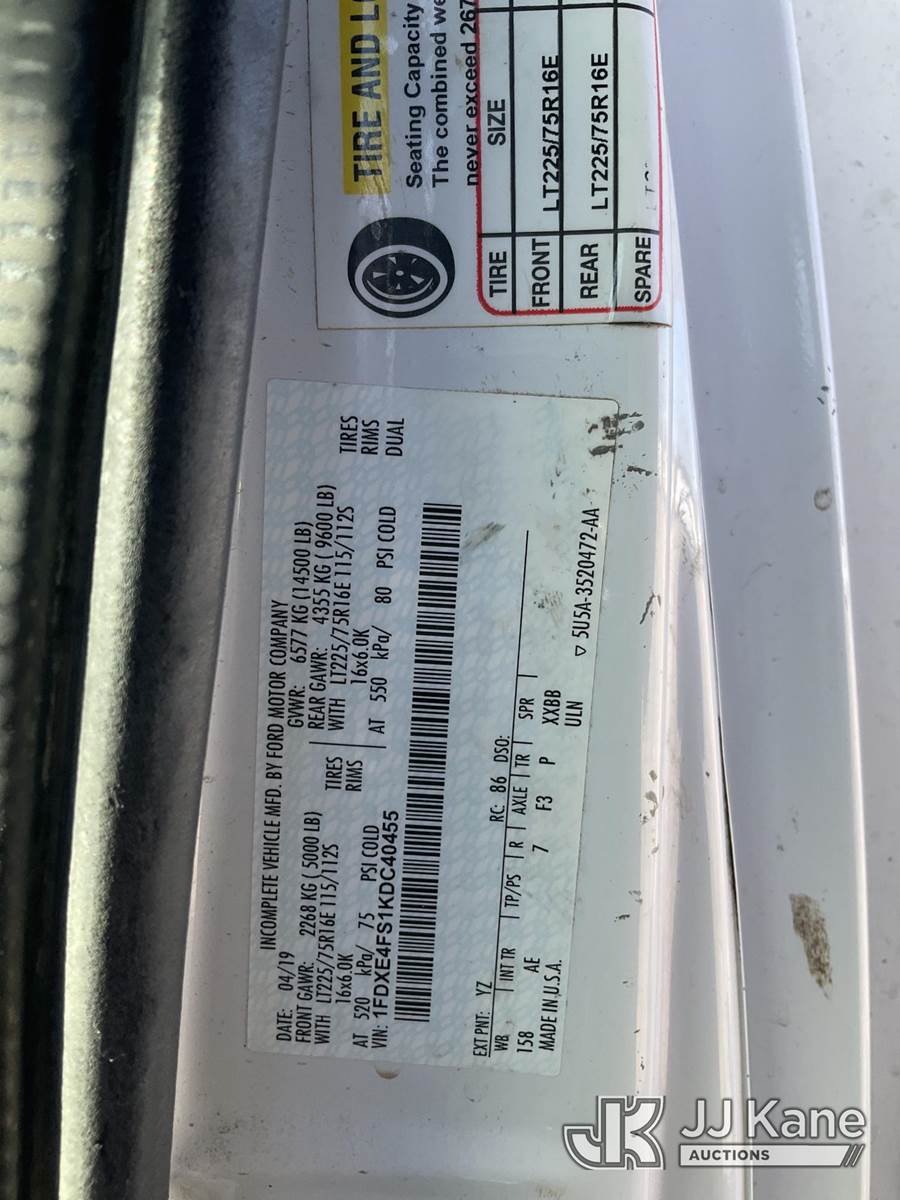 INCOMPLETE VEHICLE MFD. BY FORD MOTOR COMPANY
DATE: 04/19 GVWR: 6577 KG (14500 LB)
FRONT GAWR: 2268 KG ( 5000 LB) REAR GAWR: 4355 KG ( 9600 LB)
WITH LT225/75R16E 115/112S TIRES WITH LT225/75R16E 115/112S TIRES
16x6.0K RIMS 16x6.0K RIMS
AT 520 kPa/ 75 PSI COLD AT 550 kPa/ 80 PSI COLD DUAL
VIN: 1FDXE4FS1KDC40455
EXT PNT: YZ RC: 86 DSO:
WB INT TR TP/PS R AXLE TR SPR
158 AE 7 F3 P XXBB
MADE IN U.S.A. ULN
▽ 5U5A-3520472-AA
TIRE AND
Seating Capacity
The combined
never exceed 267
TIRE SIZE
FRONT LT225/75R16E
REAR LT225/75R16E
SPARE
JK JJ Kane
AUCTIONS